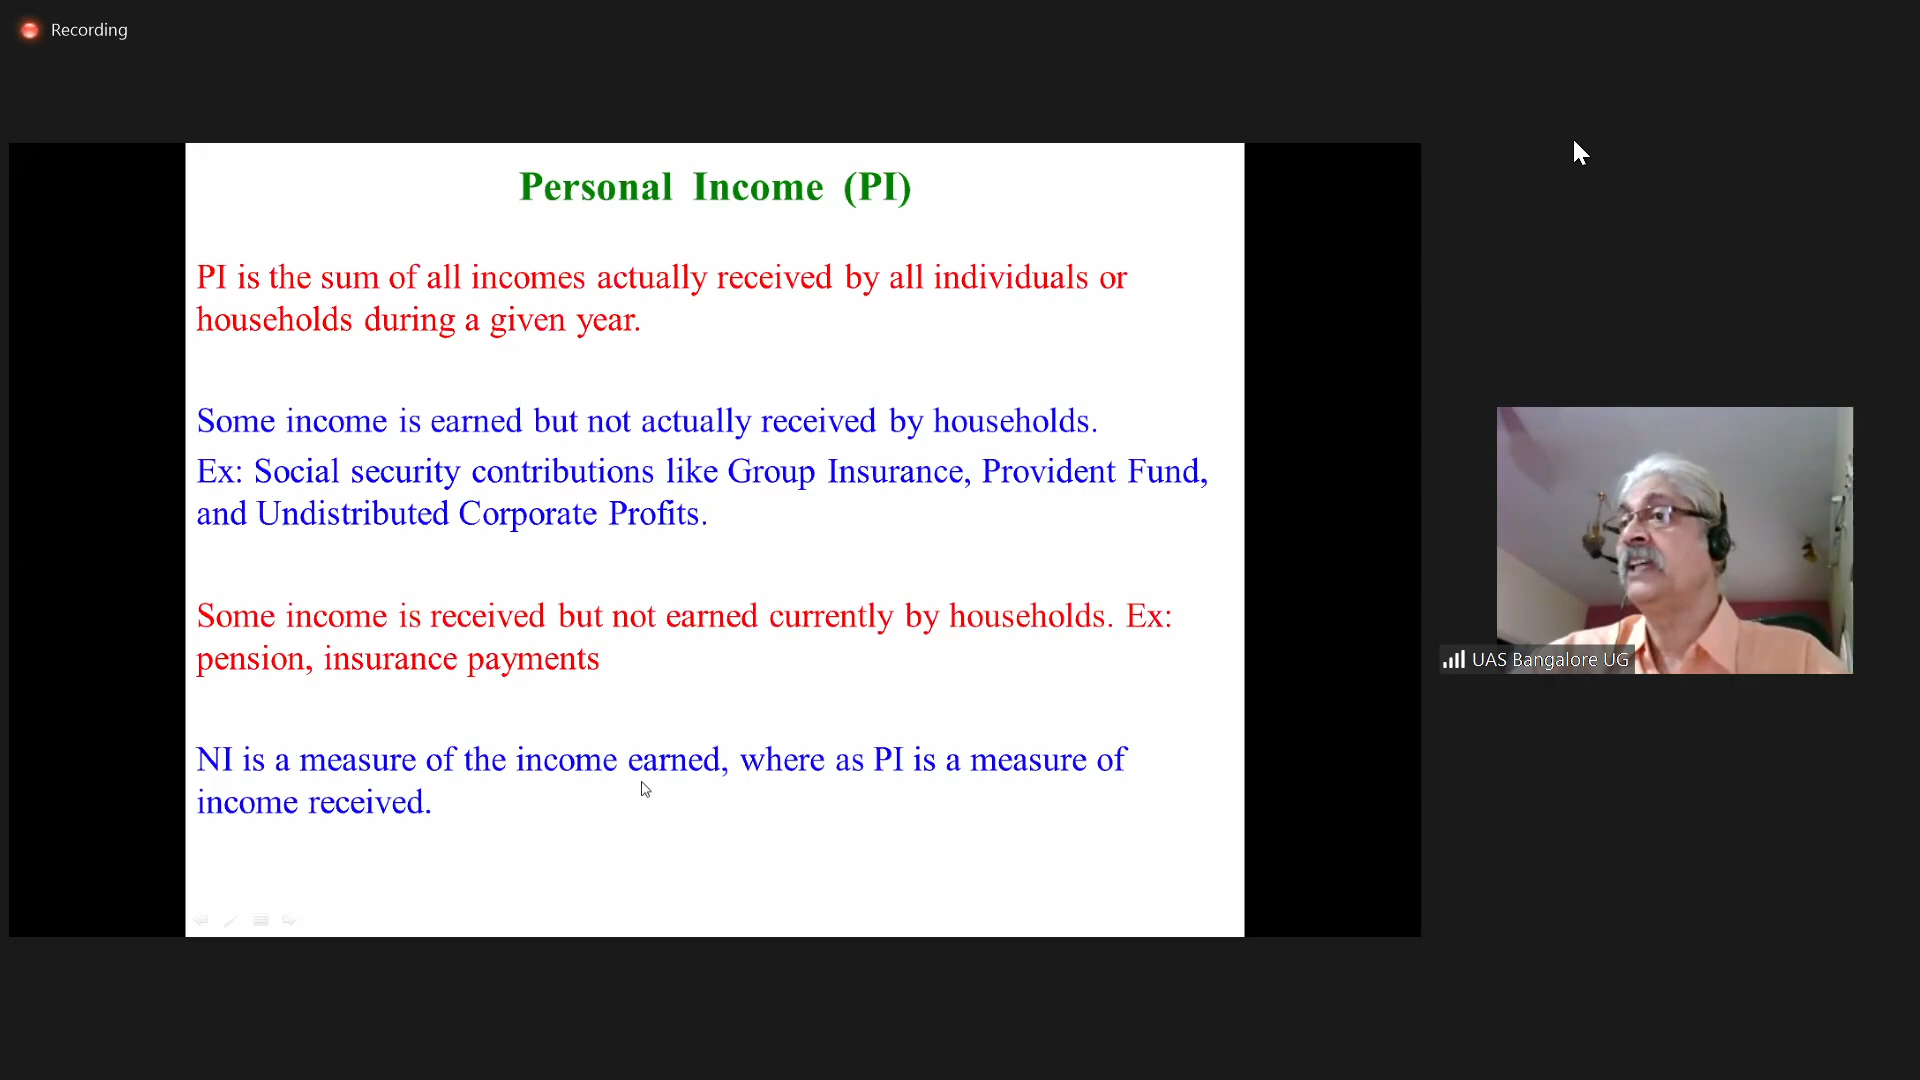 Recording
Personal Income (PI)
PI is the sum of all incomes actually received by all individuals or
households during a given year.
Some income is earned but not actually received by households.
Ex: Social security contributions like Group Insurance, Provident Fund,
and Undistributed Corporate Profits.
Some income is received but not earned currently by households. Ex:
pension, insurance payments
NI is a measure of the income earned, where as PI is a measure of
income received.
UAS Bangalore UG